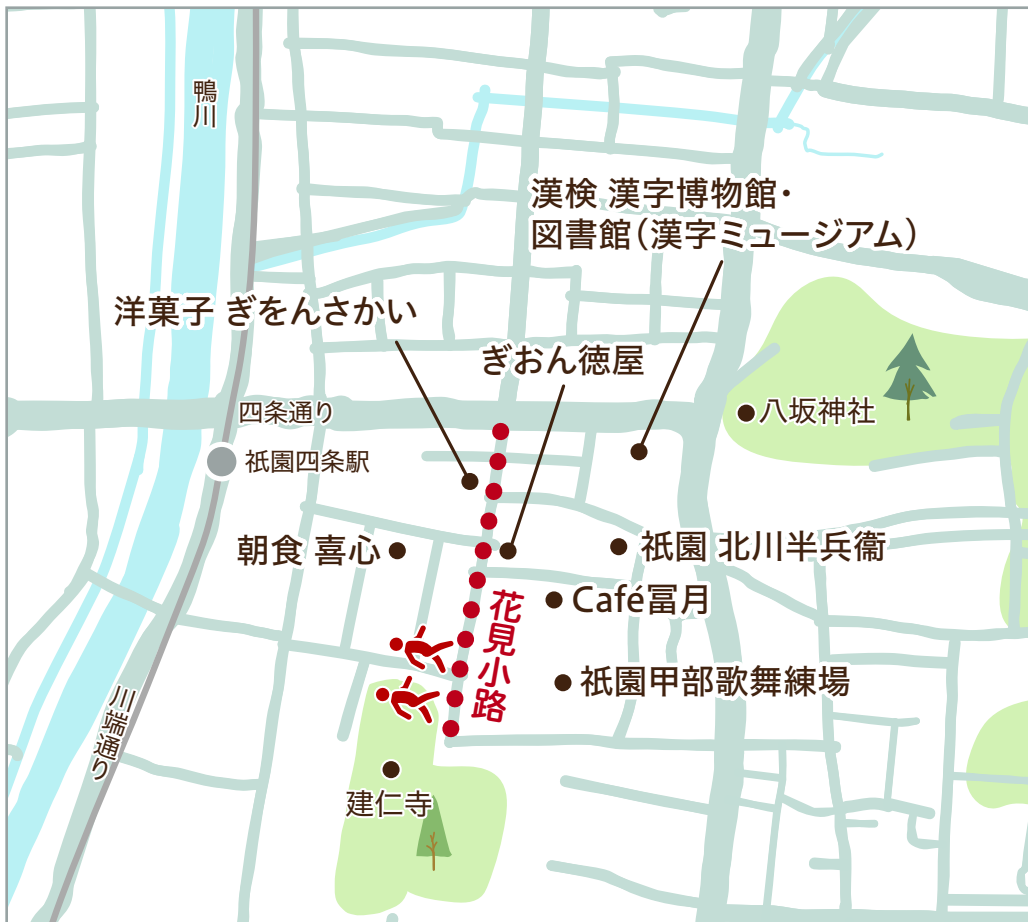 鴨川
漢検 漢字博物館・
図書館（漢字ミュージアム）
洋菓子 ぎをんさかい
ぎおん徳屋
四条通り
八坂神社
祇園四条駅
朝食 喜心
祇園 北川半兵衞
Café冨月
花見小路
祇園甲部歌舞練場
川端通り
建仁寺